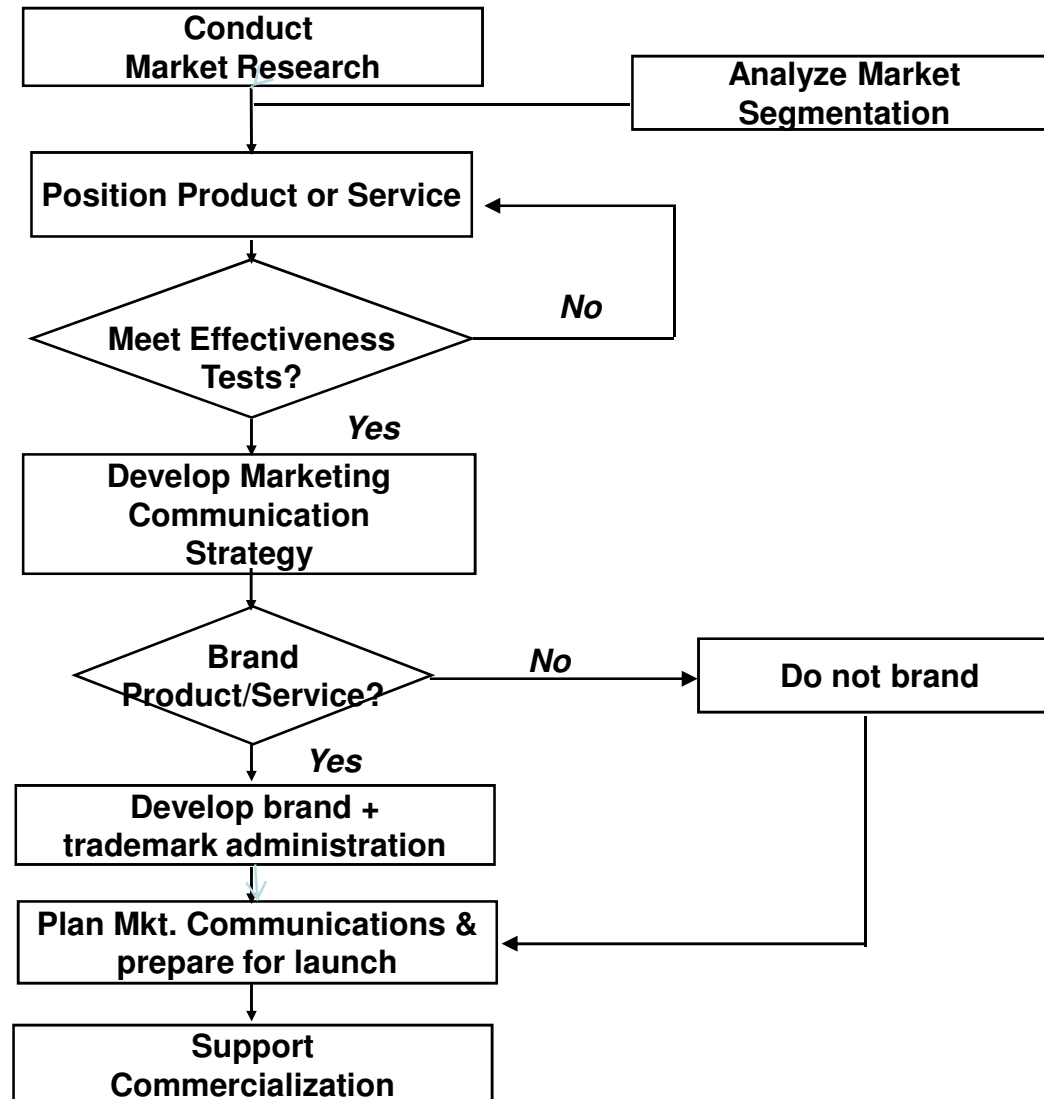 Conduct
Market Research
Analyze Market
Segmentation
Position Product or Service
No
Meet Effectiveness
Tests?
Yes
Develop Marketing
Communication
Strategy
Brand
Product/Service?
No
Do not brand
Yes
Develop brand +
trademark administration
Plan Mkt. Communications &
prepare for launch
Support
Commercialization